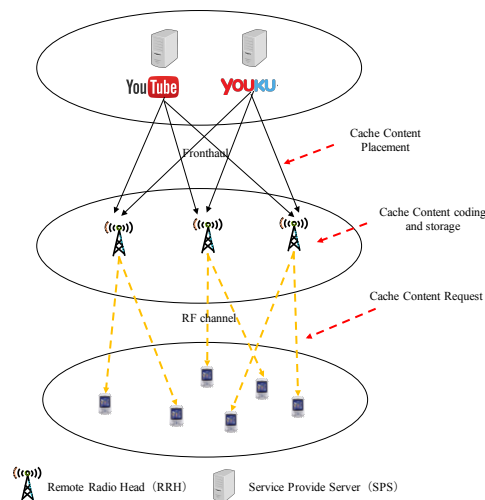 YouTube
YOUKU
Cache Content
Placement
Fronthaul
Cache Content coding
and storage
Cache Content Request
RF channel
Remote Radio Head（RRH）
Service Provide Server（SPS）